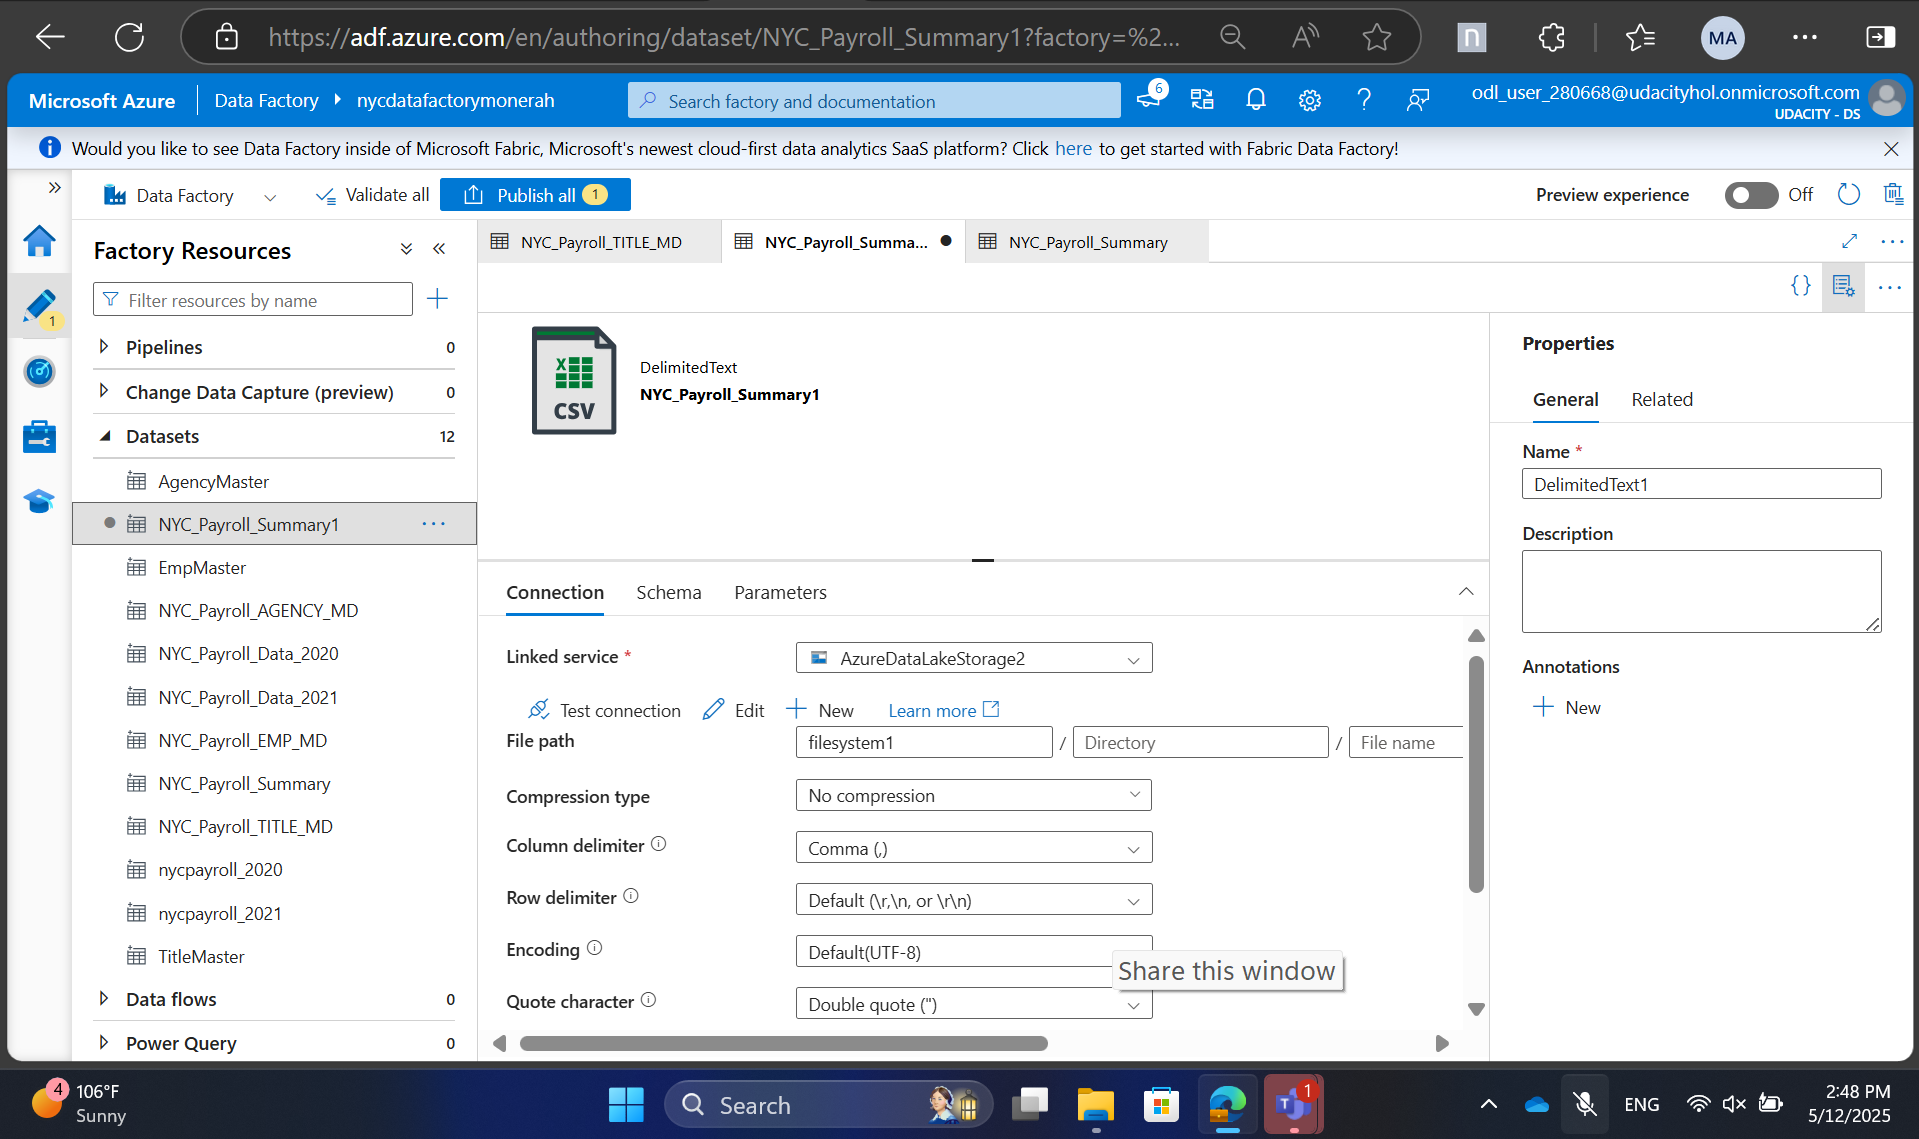 https://adf.azure.com/en/authoring/dataset/NYC_Payroll_Summary1?factory=%2...
MA
Microsoft Azure
Data Factory
nycdatafactorymonerah
Search factory and documentation
6
odl_user_280668@udacityhol.onmicrosoft.com
UDACITY - DS
Would you like to see Data Factory inside of Microsoft Fabric, Microsoft's newest cloud-first data analytics SaaS platform? Click here to get started with Fabric Data Factory!
Data Factory
Validate all
Publish all 1
Preview experience
Off
Factory Resources
NYC_Payroll_TITLE_MD
NYC_Payroll_Summa...
NYC_Payroll_Summary
Filter resources by name
1
Pipelines 0
Change Data Capture (preview) 0
Datasets 12
AgencyMaster
NYC_Payroll_Summary1
EmpMaster
NYC_Payroll_AGENCY_MD
NYC_Payroll_Data_2020
NYC_Payroll_Data_2021
NYC_Payroll_EMP_MD
NYC_Payroll_Summary
NYC_Payroll_TITLE_MD
nycpayroll_2020
nycpayroll_2021
TitleMaster
Data flows 0
Power Query 0
X
CSV
DelimitedText
NYC_Payroll_Summary1
Connection
Schema
Parameters
Linked service *
AzureDataLakeStorage2
Test connection
Edit
New
Learn more
File path
filesystem1 / Directory / File name
Compression type
No compression
Column delimiter
Comma (,)
Row delimiter
Default (\r,\n, or \r\n)
Encoding
Default(UTF-8)
Share this window
Quote character
Double quote (")
Properties
General
Related
Name *
DelimitedText1
Description
Annotations
New
4
106°F
Sunny
Search
T
1
ENG
2:48 PM
5/12/2025